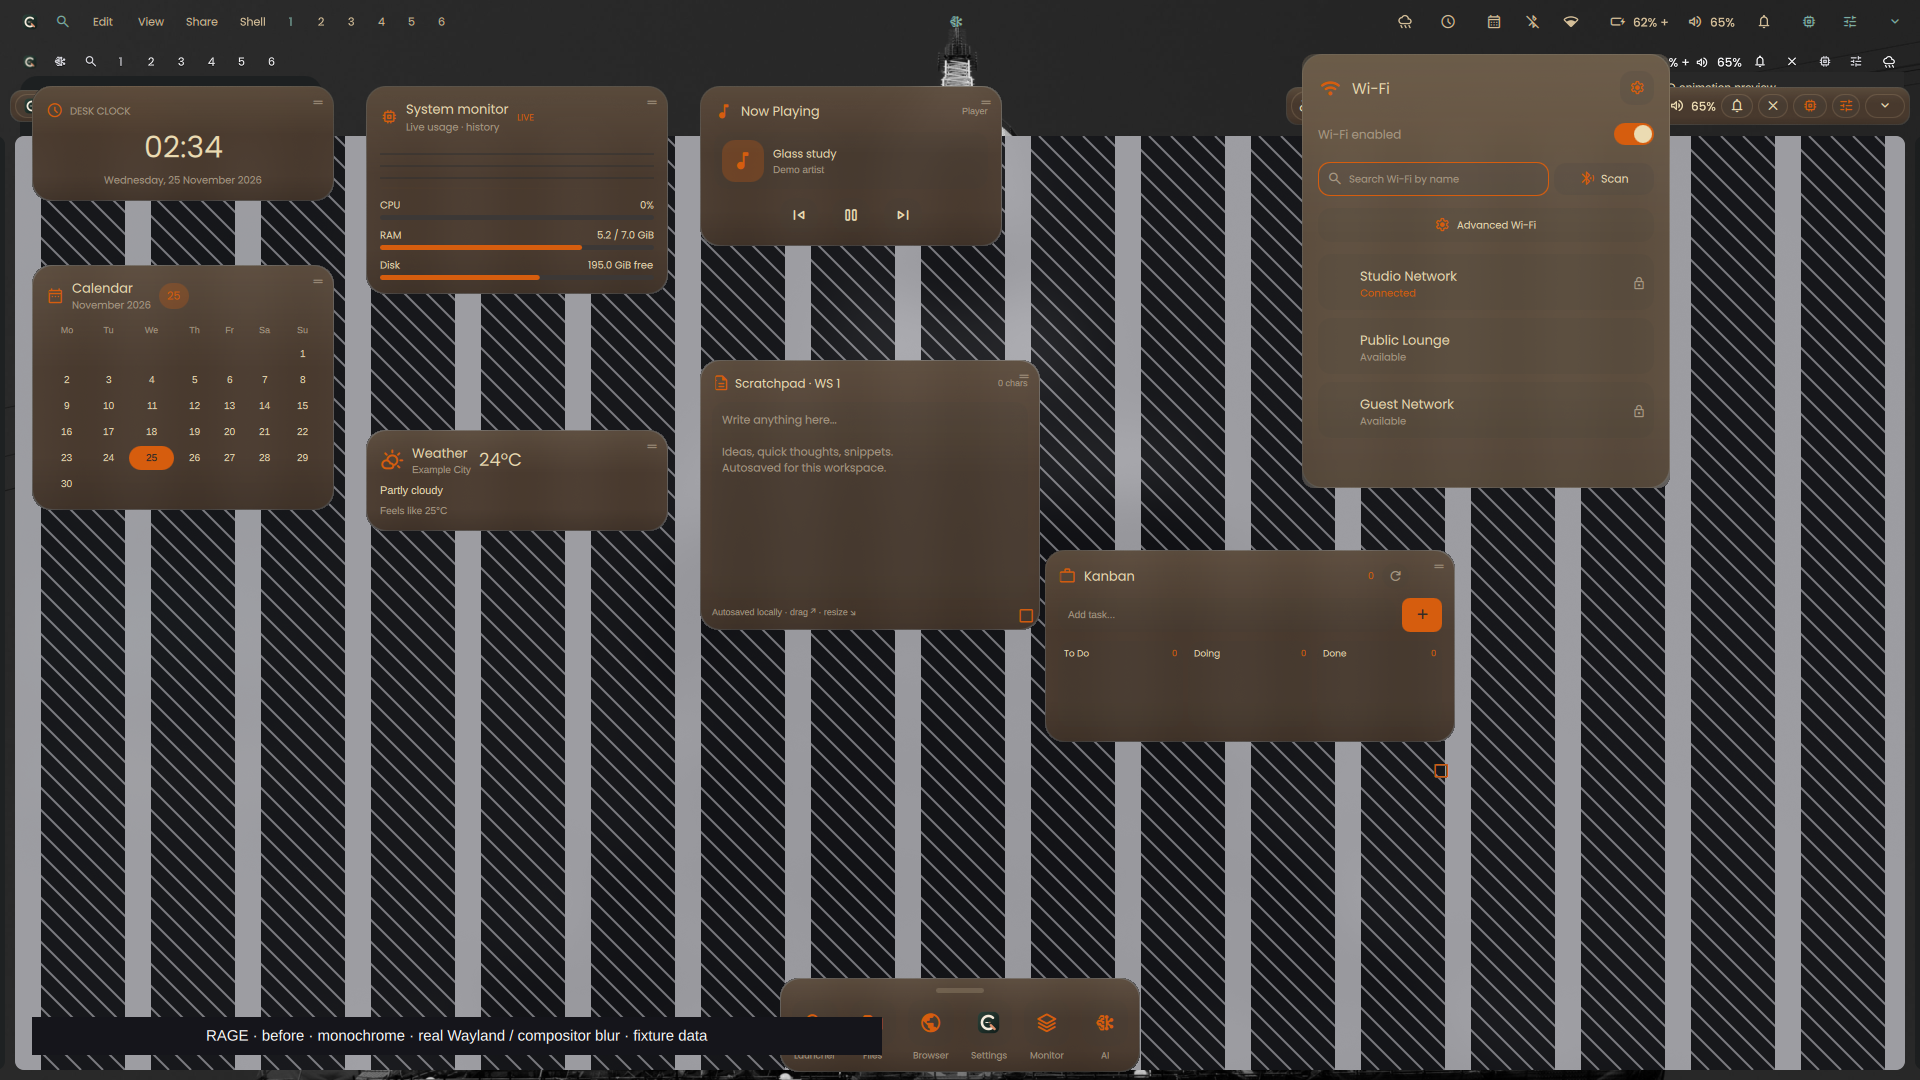 Edit View Share Shell 1 2 3 4 5 6
62% + 65%
1 2 3 4 5 6
% + 65%
65%
DESK CLOCK
02:34
Wednesday, 25 November 2026
Calendar
November 2026
25
Mo Tu We Th Fr Sa Su
1
2 3 4 5 6 7 8
9 10 11 12 13 14 15
16 17 18 19 20 21 22
23 24 25 26 27 28 29
30
System monitor
LIVE
Live usage · history
CPU 0%
RAM 5.2 / 7.0 GiB
Disk 195.0 GiB free
Weather
Example City
24°C
Partly cloudy
Feels like 25°C
Now Playing
Player
Glass study
Demo artist
Scratchpad · WS 1
0 chars
Write anything here...
Ideas, quick thoughts, snippets.
Autosaved for this workspace.
Autosaved locally · drag ↗ · resize ↘
Wi-Fi
Wi-Fi enabled
Search Wi-Fi by name
Scan
Advanced Wi-Fi
Studio Network
Connected
Public Lounge
Available
Guest Network
Available
Kanban
0
Add task...
+
To Do 0 Doing 0 Done 0
Browser Settings Monitor AI
RAGE · before · monochrome · real Wayland / compositor blur · fixture data